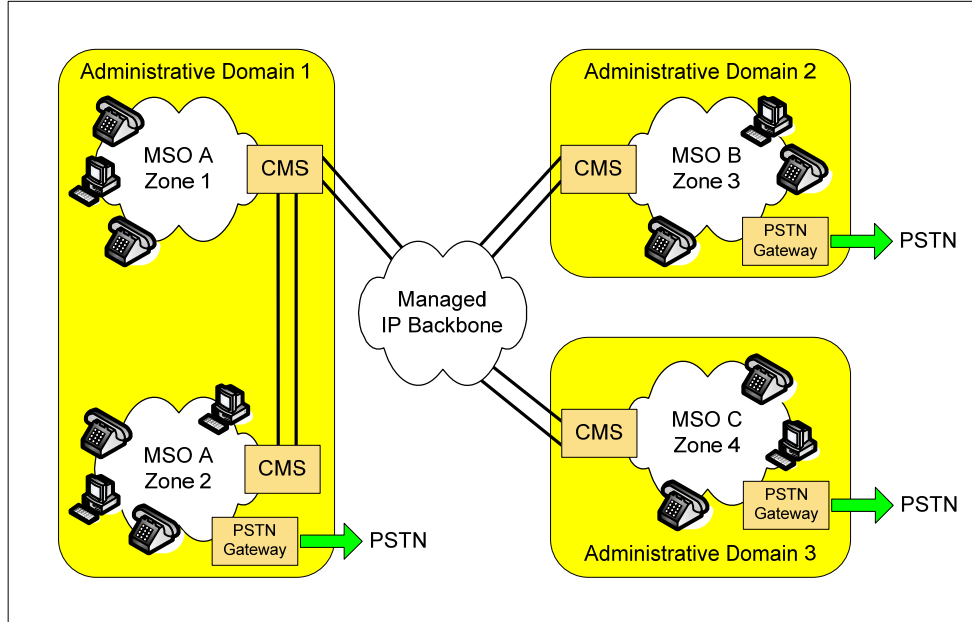 Administrative Domain 1
MSO A
Zone 1
CMS
MSO A
Zone 2
CMS
PSTN
Gateway
PSTN
Managed
IP Backbone
Administrative Domain 2
CMS
MSO B
Zone 3
PSTN
Gateway
PSTN
CMS
MSO C
Zone 4
PSTN
Gateway
PSTN
Administrative Domain 3